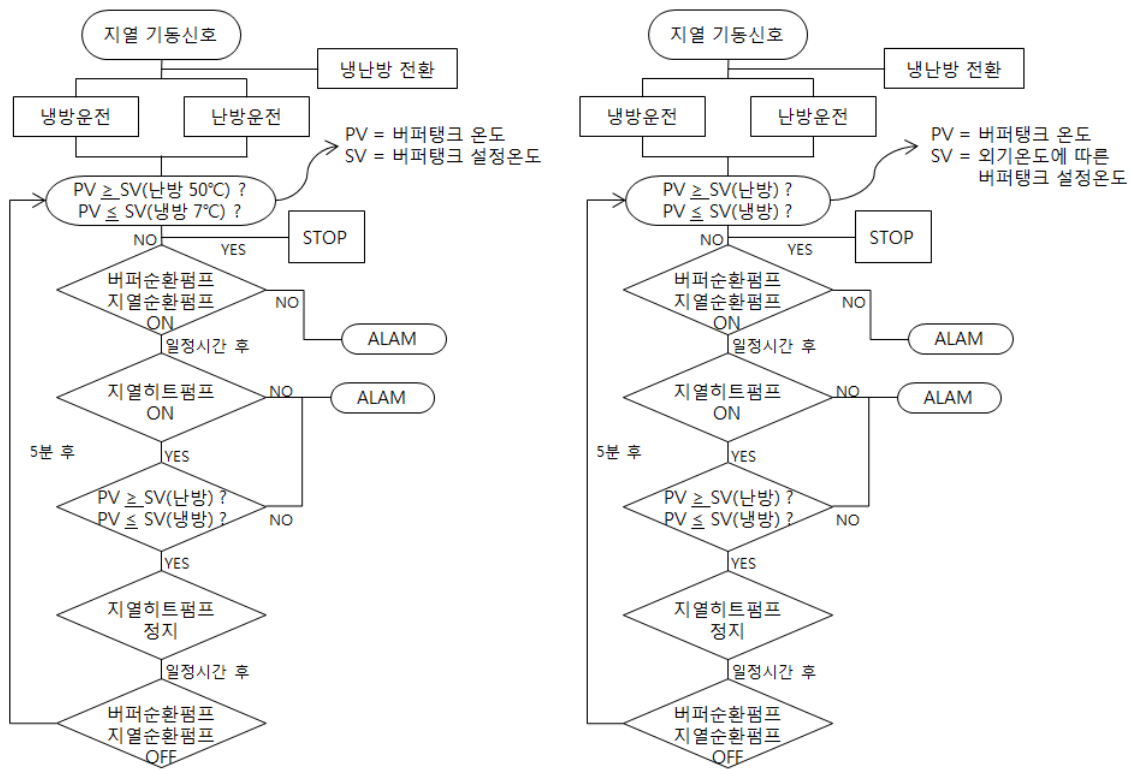 지열 기동신호
냉난방 전환
냉방운전
난방운전
PV = 버퍼탱크 온도
SV = 버퍼탱크 설정온도
PV ≥ SV(난방 50℃) ?
PV ≤ SV(냉방 7℃) ?
NO
YES
STOP
버퍼순환펌프
지열순환펌프
ON
NO
ALAM
일정시간 후
지열히트펌프
ON
NO
ALAM
YES
5분 후
PV ≥ SV(난방) ?
PV ≤ SV(냉방) ?
NO
YES
지열히트펌프
정지
일정시간 후
버퍼순환펌프
지열순환펌프
OFF
지열 기동신호
냉난방 전환
냉방운전
난방운전
PV = 버퍼탱크 온도
SV = 외기온도에 따른
버퍼탱크 설정온도
PV ≥ SV(난방) ?
PV ≤ SV(냉방) ?
NO
YES
STOP
버퍼순환펌프
지열순환펌프
ON
NO
ALAM
일정시간 후
지열히트펌프
ON
NO
ALAM
YES
5분 후
PV ≥ SV(난방) ?
PV ≤ SV(냉방) ?
NO
YES
지열히트펌프
정지
일정시간 후
버퍼순환펌프
지열순환펌프
OFF